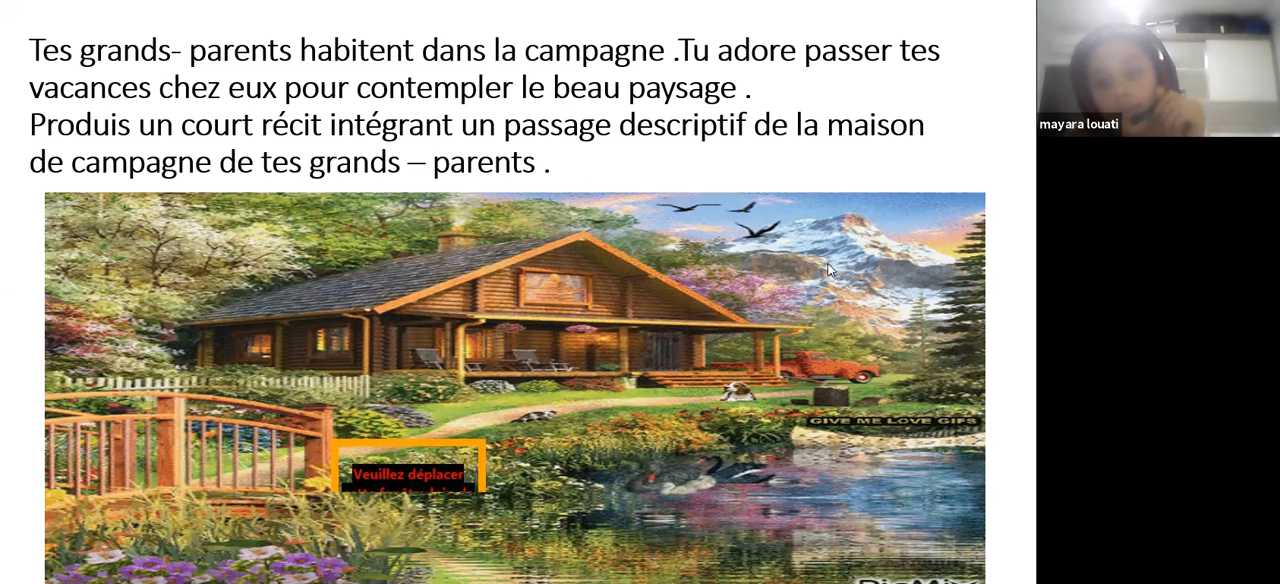 Tes grands- parents habitent dans la campagne .Tu adore passer tes
vacances chez eux pour contempler le beau paysage .
Produis un court récit intégrant un passage descriptif de la maison
de campagne de tes grands – parents .
mayara louati
GIVE ME LOVE GIFS
Veuillez déplacer